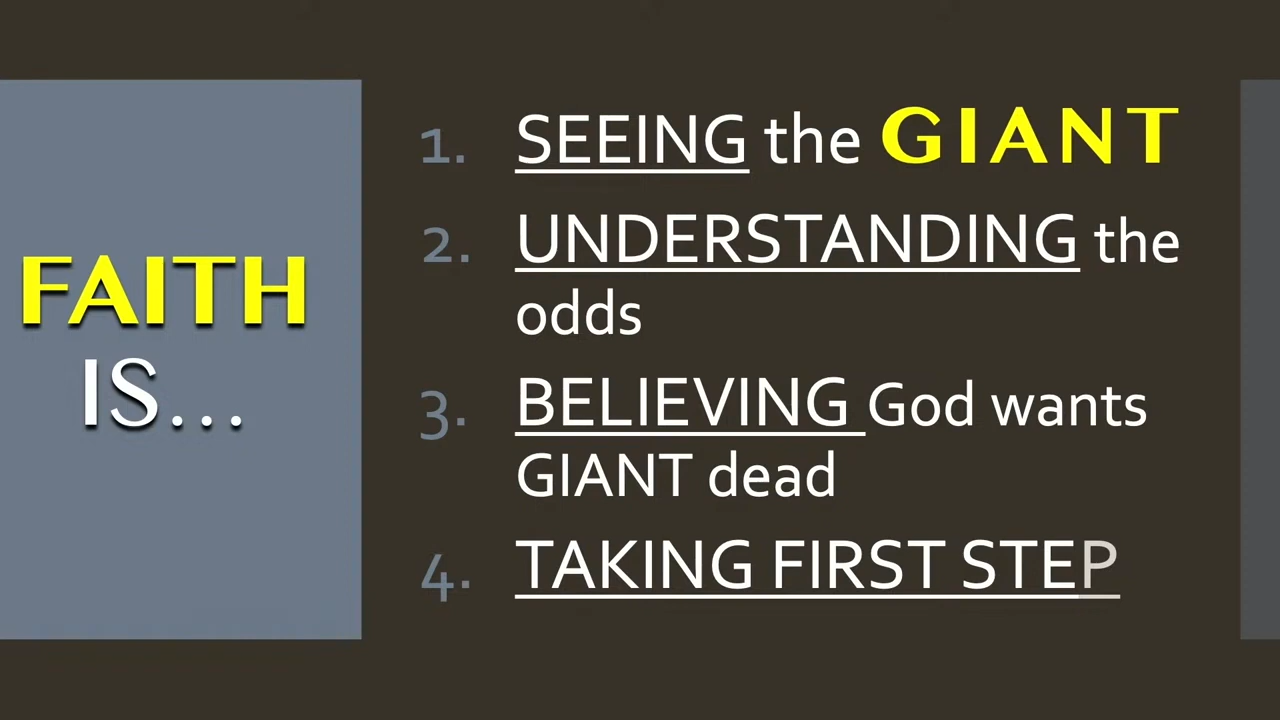 FAITH
IS...
1. SEEING the GIANT
2. UNDERSTANDING the
odds
3. BELIEVING God wants
GIANT dead
4. TAKING FIRST STEP